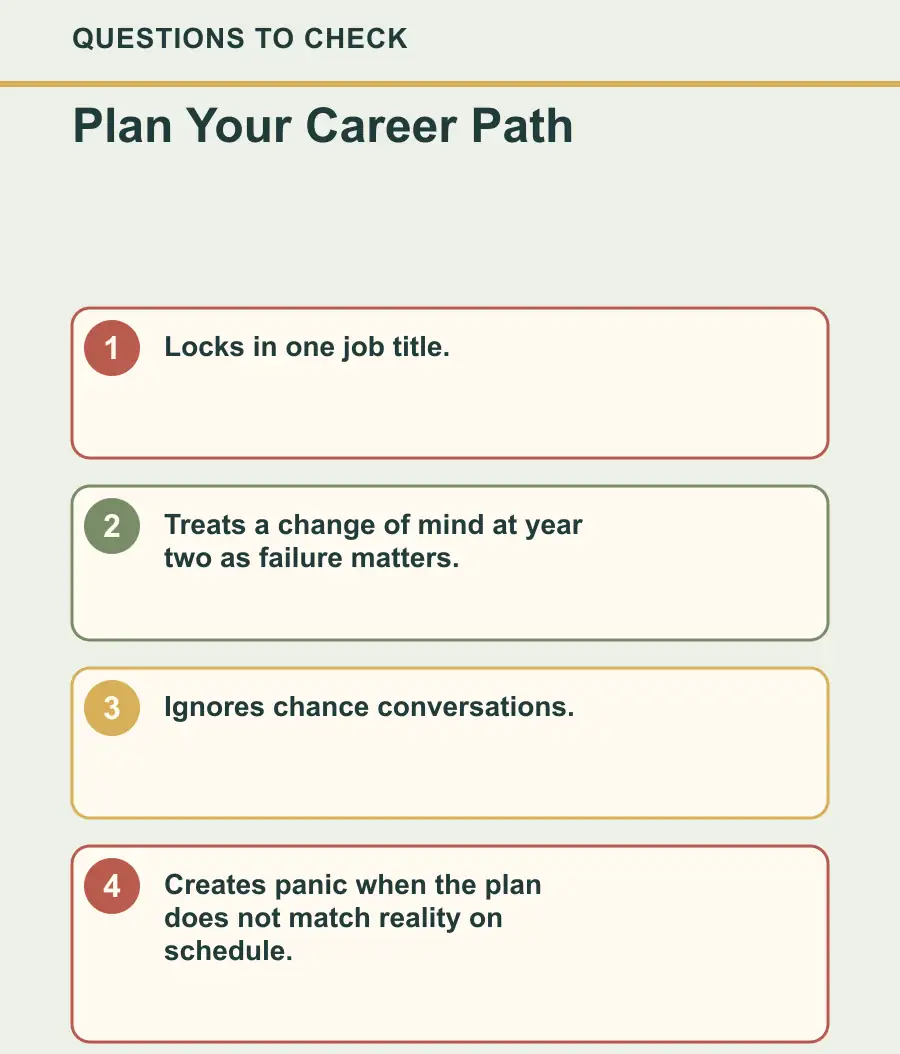 QUESTIONS TO CHECK
Plan Your Career Path
1
Locks in one job title.
2
Treats a change of mind at year
two as failure matters.
3
Ignores chance conversations.
4
Creates panic when the plan
does not match reality on
schedule.